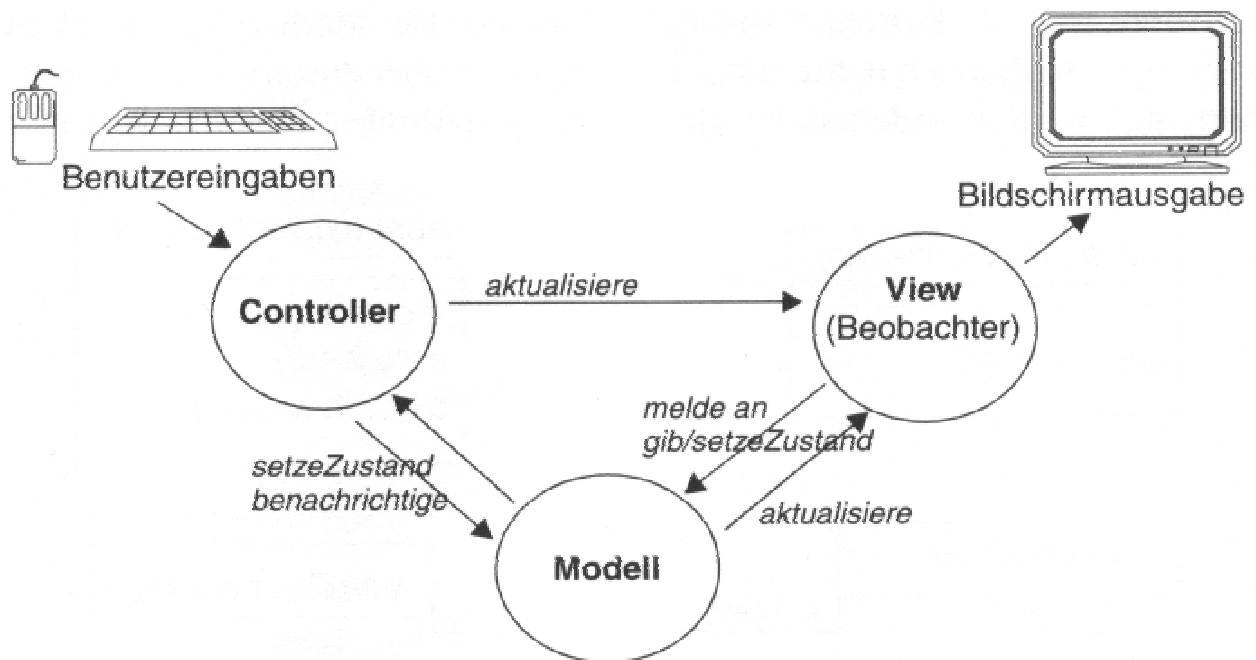 Benutzereingaben
Bildschirmausgabe
Controller
aktualisiere
View
(Beobachter)
melde an
gib/setzeZustand
setzeZustand
benachrichtige
aktualisiere
Modell